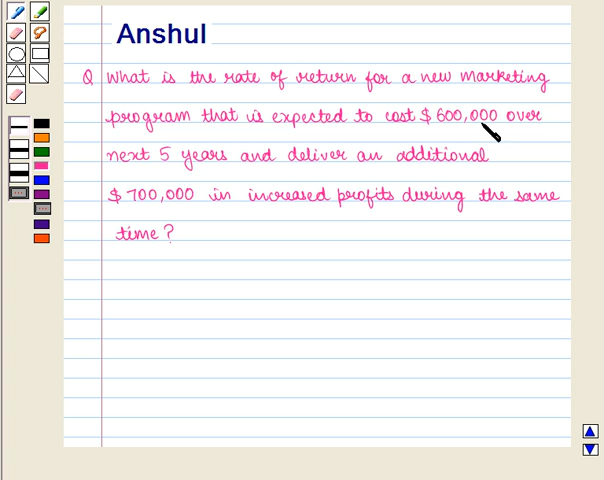 Anshul
Q What is the rate of return for a new marketing
program that is expected to cost $ 600,000 over
next 5 years and deliver an additional
$ 700,000 in increased profits during the same
time ?